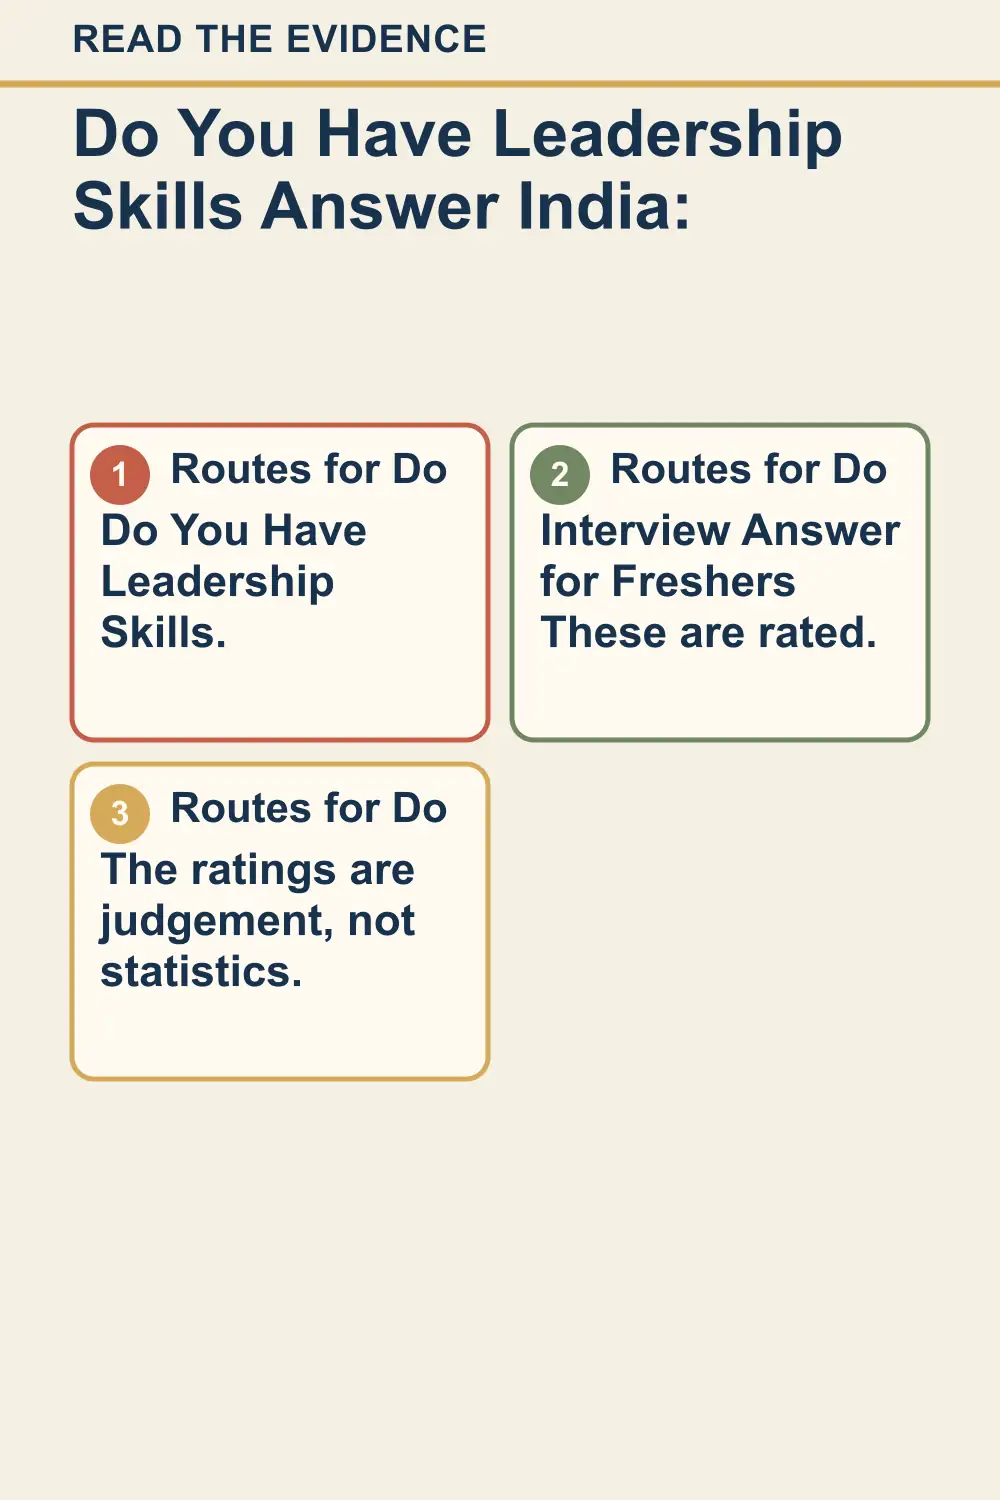 READ THE EVIDENCE
Do You Have Leadership
Skills Answer India:
1 Routes for Do
Do You Have
Leadership
Skills.
2 Routes for Do
Interview Answer
for Freshers
These are rated.
3 Routes for Do
The ratings are
judgement, not
statistics.